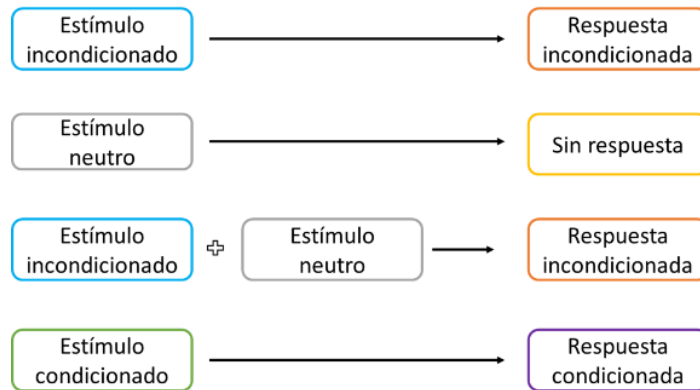 Estímulo
incondicionado
Respuesta
incondicionada
Estímulo
neutro
Sin respuesta
Estímulo
incondicionado
Estímulo
neutro
Respuesta
incondicionada
Estímulo
condicionado
Respuesta
condicionada